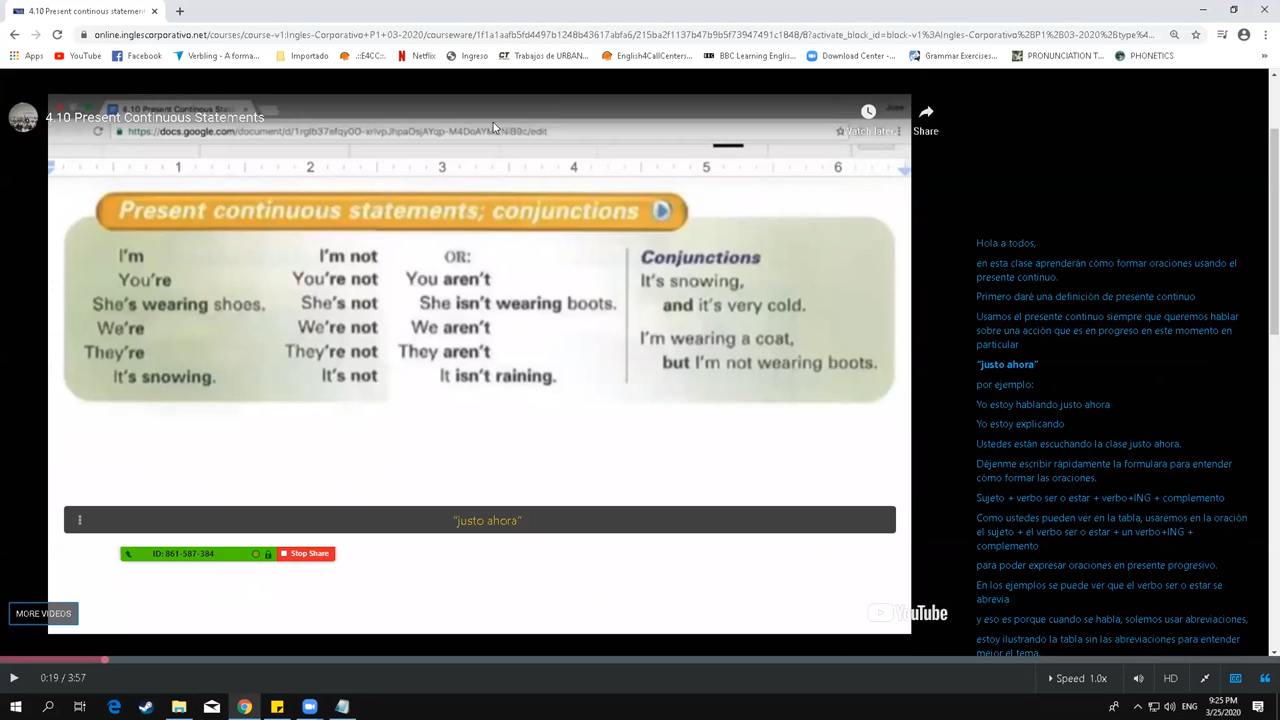 4.10 Present continous statement
online.inglescorporativo.net/courses/course-v1:Ingles-Corporativo+P1+03-2020/courseware/1f1a1aafb5fd4497b1248b43617abfa6/215ba2f1137b47b9b5f73947491c1848/8?activate_block_id=block-v1%3AIngles-Corporativo%2BP1%2B03-2020%2Btype%4...
Apps YouTube Facebook Verbling - A format... Importado .::E4CC::. Netflix Ingreso Trabajos de URBAN... English4CallCenters... BBC Learning Englis... Download Center -... Grammar Exercises... PRONUNCIATION T... PHONETICS
4.10 Present Continuous Stat
4.10 Present Continuous Statements
Watch later
Share
1 2 3 4 5 6
Present continuous statements; conjunctions
I'm I'm not OR: Conjunctions
You're You're not You aren't It's snowing,
She's wearing shoes. She's not She isn't wearing boots. and it's very cold.
We're We're not We aren't I'm wearing a coat,
They're They're not They aren't but I'm not wearing boots.
It's snowing. It's not It isn't raining.
"justo ahora"
ID: 861-587-384 Stop Share
MORE VIDEOS
YouTube
Hola a todos,
en esta clase aprenderán cómo formar oraciones usando el
presente continuo.
Primero daré una definición de presente continuo
Usamos el presente continuo siempre que queremos hablar
sobre una acción que es en progreso en este momento en
particular
"justo ahora"
por ejemplo:
Yo estoy hablando justo ahora
Yo estoy explicando
Ustedes están escuchando la clase justo ahora.
Déjenme escribir rápidamente la formulara para entender
cómo formar las oraciones.
Sujeto + verbo ser o estar + verbo+ING + complemento
Como ustedes pueden ver en la tabla, usaremos en la oración
el sujeto + el verbo ser o estar + un verbo+ING +
complemento
para poder expresar oraciones en presente progresivo.
En los ejemplos se puede ver que el verbo ser o estar se
abrevia
y eso es porque cuando se habla, solemos usar abreviaciones,
estoy ilustrando la tabla sin las abreviaciones para entender
mejor el tema.
0:19 / 3:57
Speed 1.0x HD
ENG
9:25 PM
3/25/2020